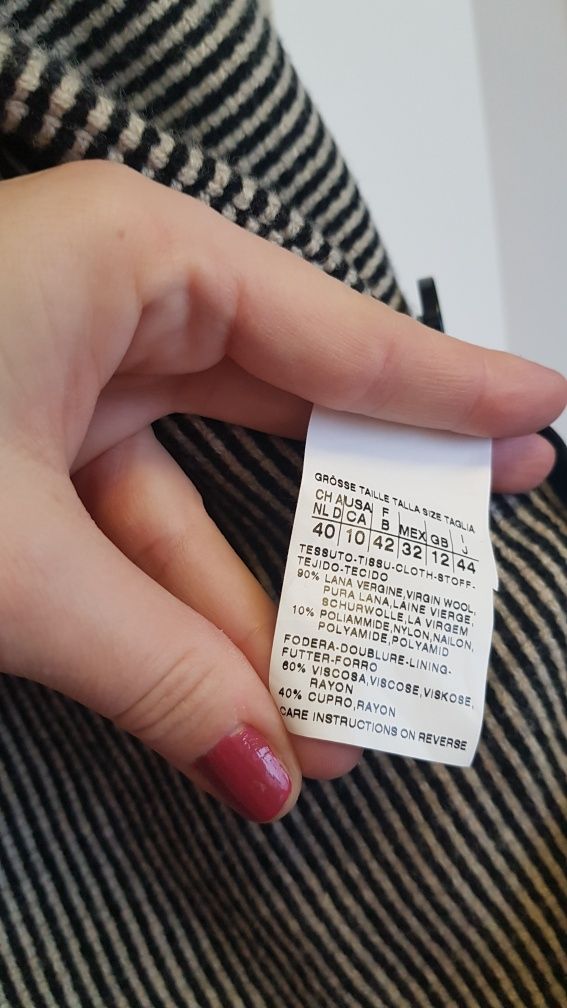 GRÖSSE TAILLE TALLA SIZE TAGLIA
CH A USA F I
NL D CA B MEX GB J
40 10 42 32 12 44
TESSUTO-TISSU-CLOTH-STOFF-
TEJIDO-TECIDO
90% LANA VERGINE,VIRGIN WOOL,
PURA LANA,LAINE VIERGE,
SCHURWOLLE,LA VIRGEM
10% POLIAMMIDE,NYLON,NAILON,
POLYAMIDE,POLYAMID
FODERA-DOUBLURE-LINING-
FUTTER-FORRO
60% VISCOSA,VISCOSE,VISKOSE,
RAYON
40% CUPRO,RAYON
CARE INSTRUCTIONS ON REVERSE